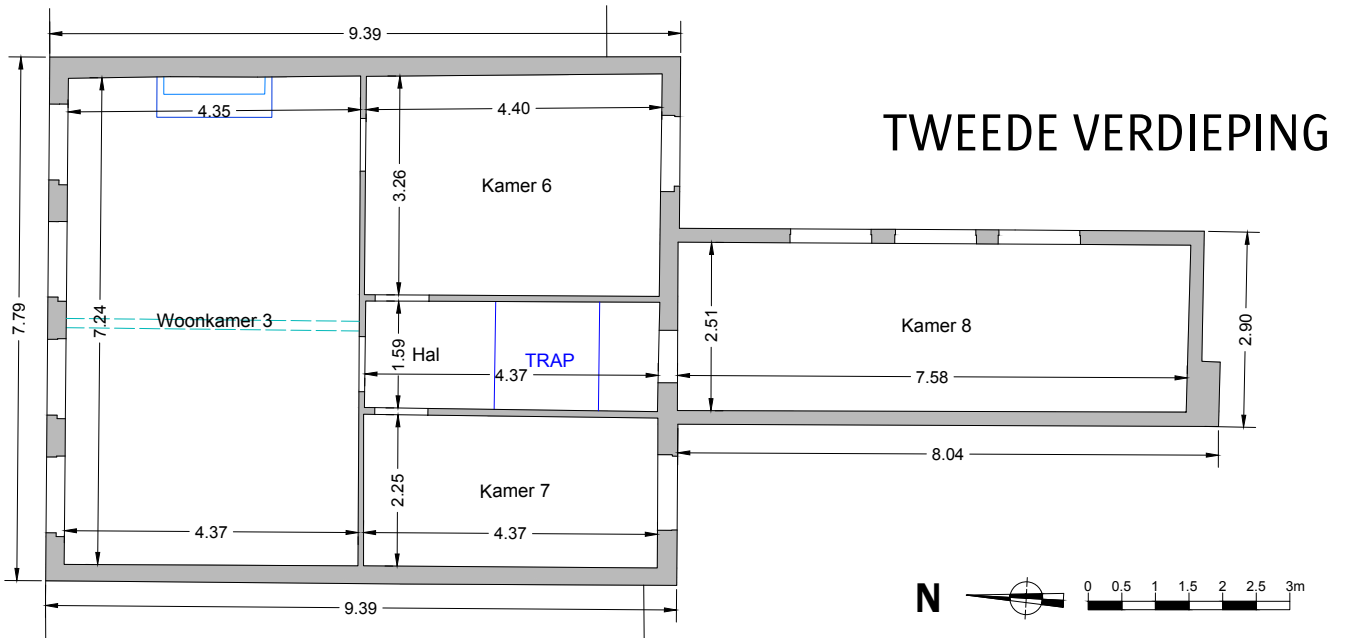 9.39
4.35
4.40
TWEEDE VERDIEPING
3.26
Kamer 6
7.79
7.24
Woonkamer 3
1.59
Hal
TRAP
4.37
2.51
Kamer 8
7.58
2.90
8.04
2.25
Kamer 7
4.37
4.37
9.39
N
0 0.5 1 1.5 2 2.5 3m